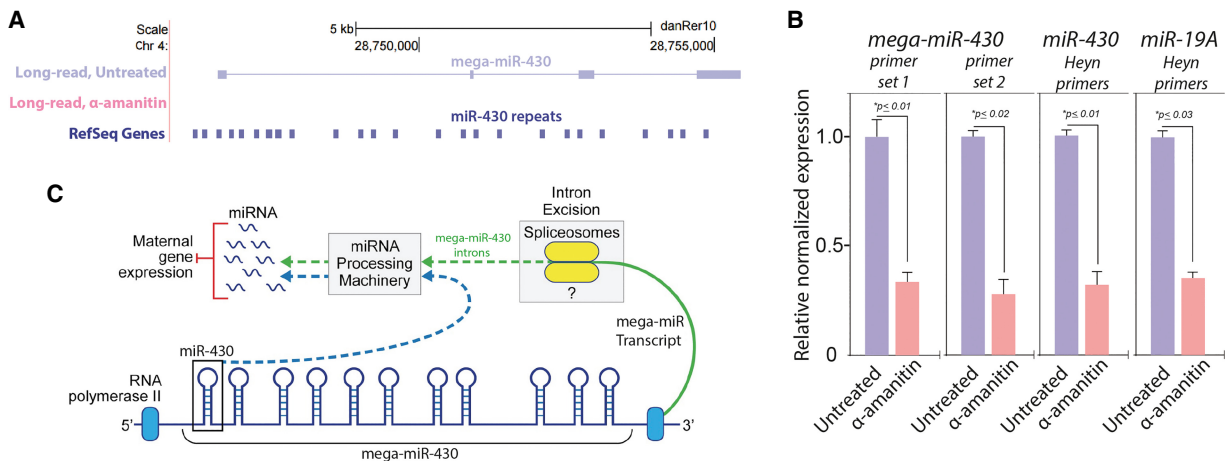 A
Scale
5 kb
danRer10
Chr 4:
28,750,000
28,755,000
Long-read, Untreated
mega-miR-430
Long-read, α-amanitin
RefSeq Genes
miR-430 repeats
B
mega-miR-430
miR-430
miR-19A
primer
set 1
primer
set 2
Heyn
primers
Heyn
primers
*p≤ 0.01
*p≤ 0.02
*p≤ 0.01
*p≤ 0.03
Relative normalized expression
1.0
0.5
0
Untreated
α-amanitin
Untreated
α-amanitin
Untreated
α-amanitin
Untreated
α-amanitin
C
miRNA
Maternal
gene
expression
miRNA
Processing
Machinery
mega-miR-430
introns
Intron
Excision
Spliceosomes
?
mega-miR
Transcript
miR-430
RNA
polymerase II
5'
3'
mega-miR-430